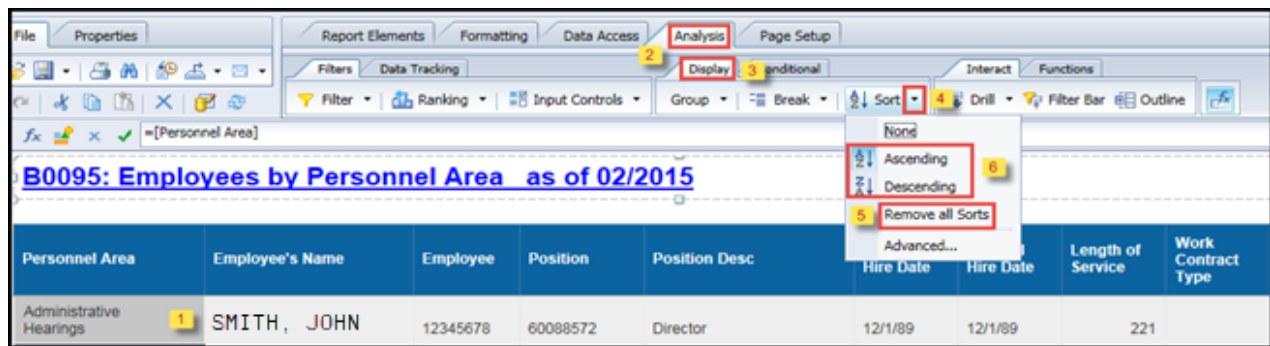 File Properties Report Elements Formatting Data Access Analysis Page Setup
2
Filters Data Tracking Display 3 Interact Functions
Filter Ranking Input Controls Group Break Sort 4 Drill Filter Bar Outline
=[Personnel Area]
None
Ascending
6
Descending
5 Remove all Sorts
Advanced...
B0095: Employees by Personnel Area as of 02/2015
Personnel Area Employee's Name Employee Position Position Desc Hire Date Hire Date Length of Service Work Contract Type
Administrative Hearings 1 SMITH, JOHN 12345678 60088572 Director 12/1/89 12/1/89 221